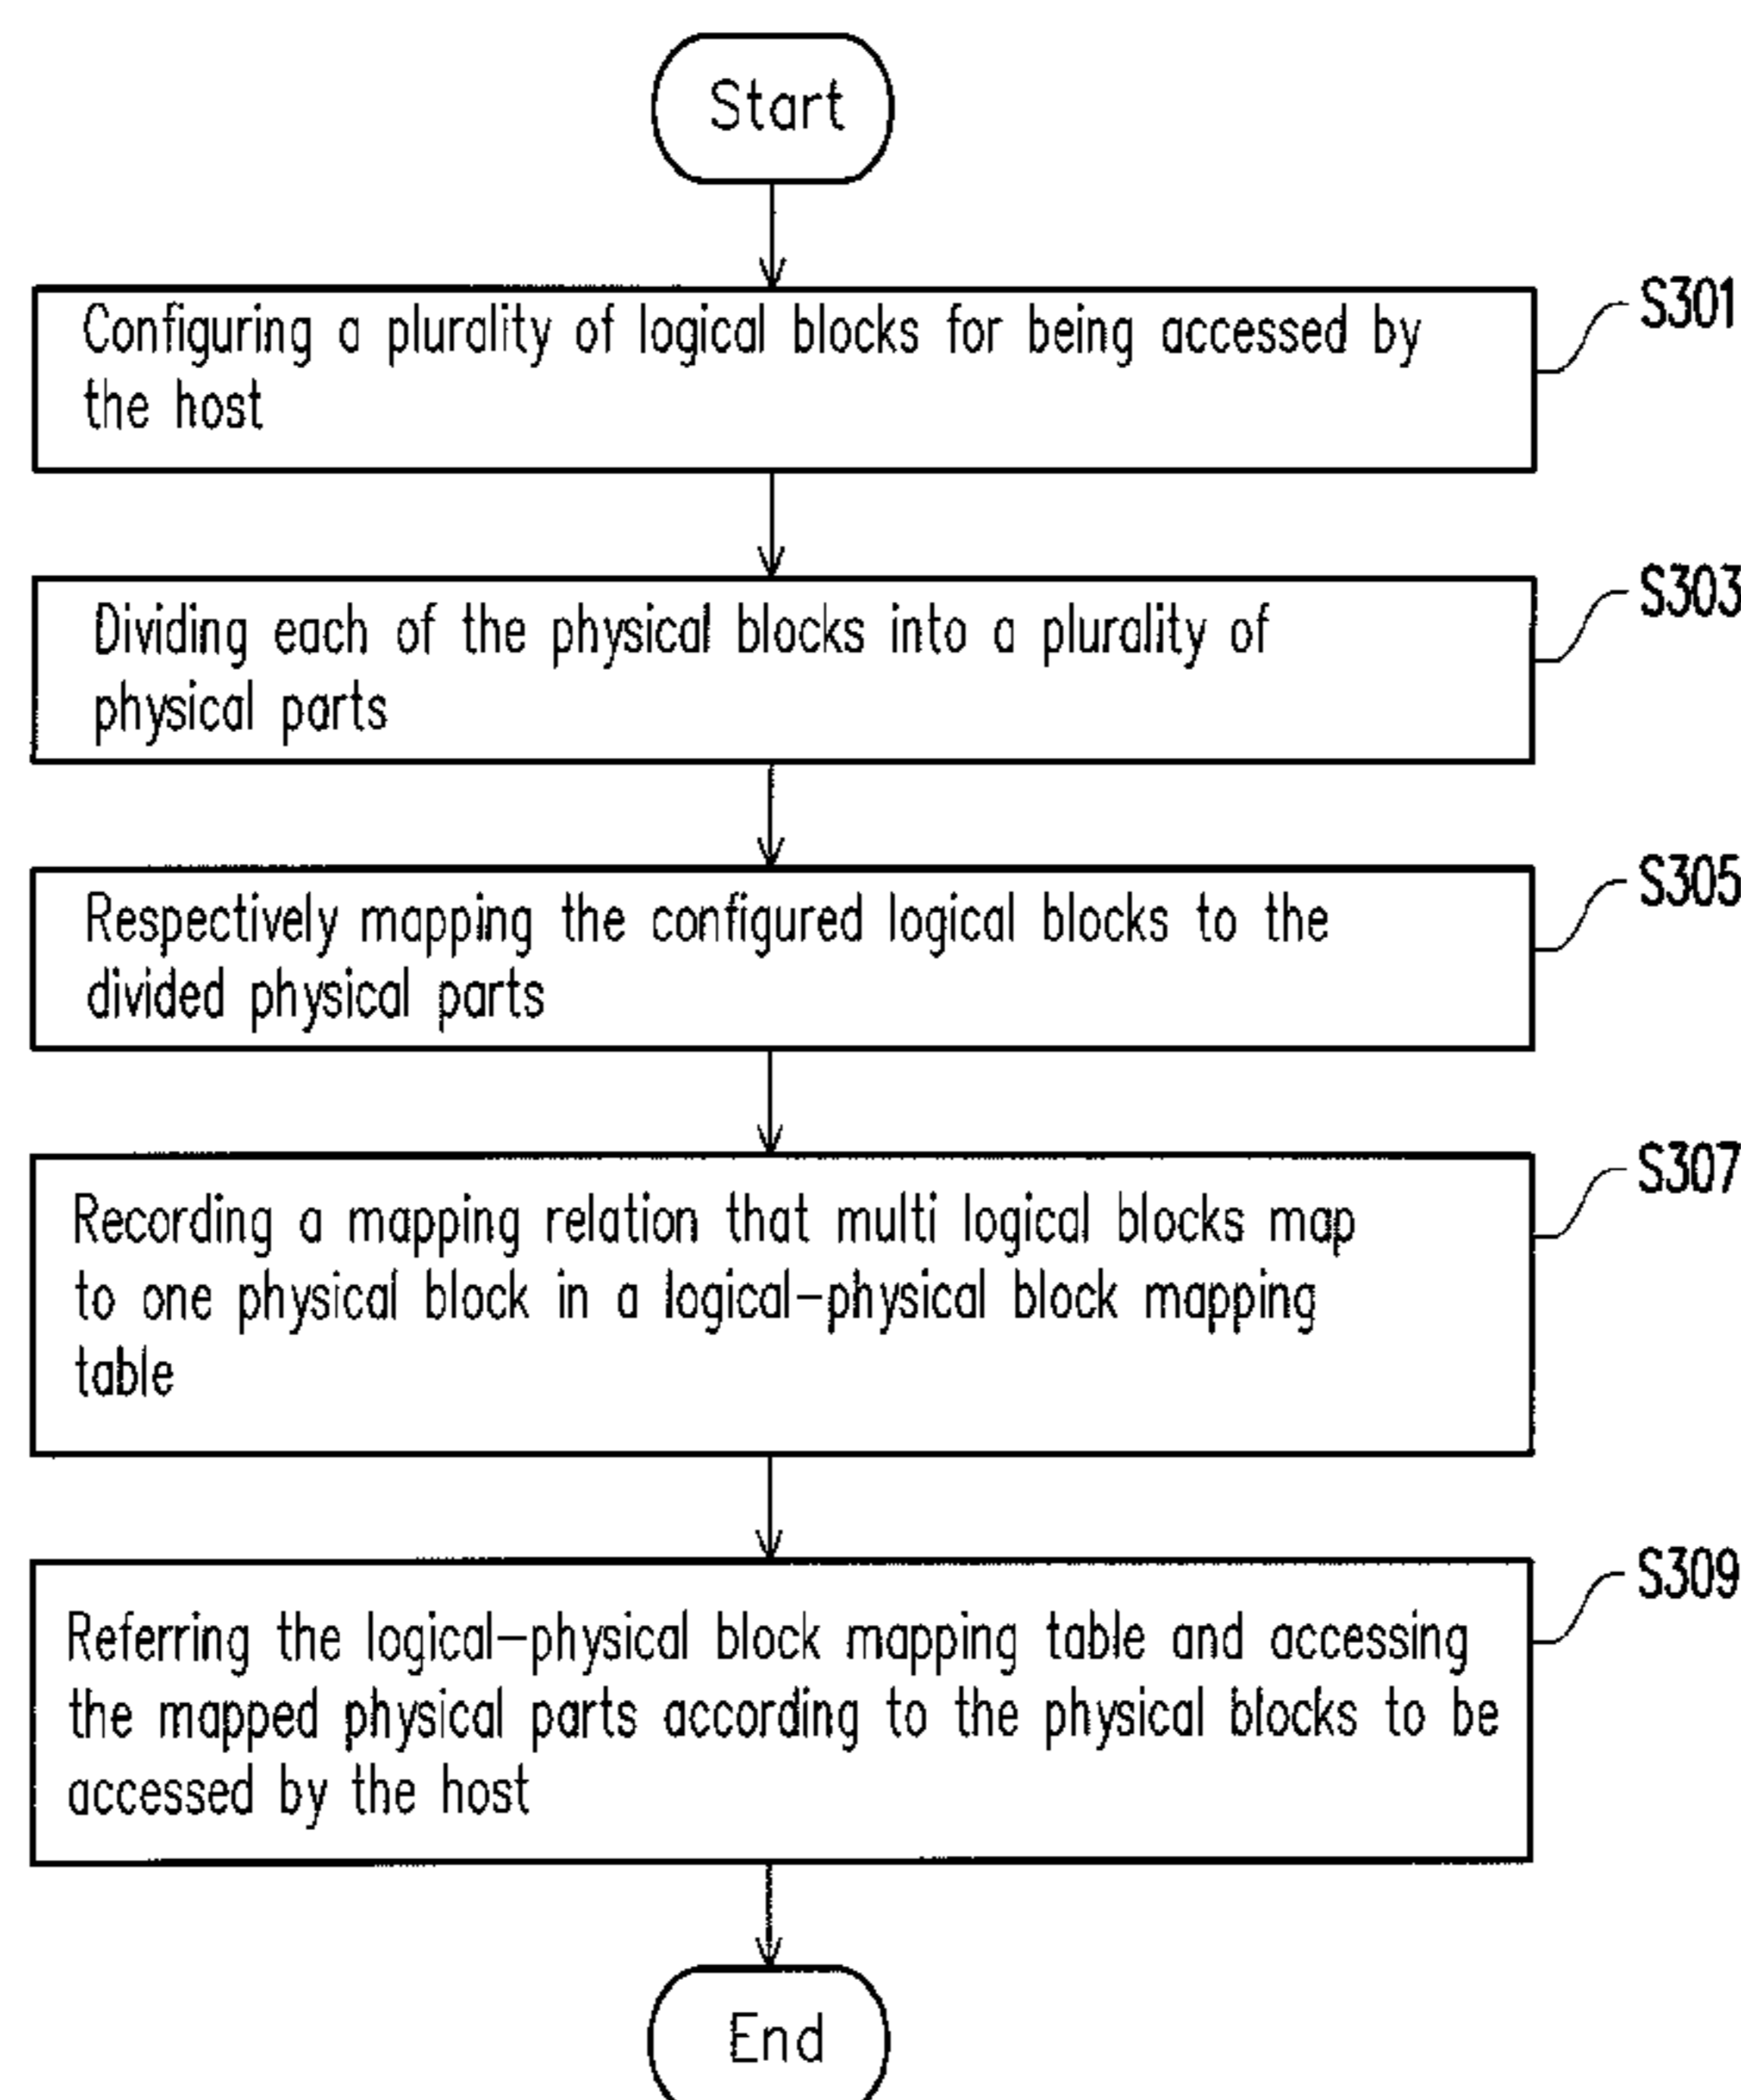 Start
Configuring a plurality of logical blocks for being accessed by
the host
S301
Dividing each of the physical blocks into a plurality of
physical parts
S303
Respectively mapping the configured logical blocks to the
divided physical parts
S305
Recording a mapping relation that multi logical blocks map
to one physical block in a logical-physical block mapping
table
S307
Referring the logical-physical block mapping table and accessing
the mapped physical parts according to the physical blocks to be
accessed by the host
S309
End